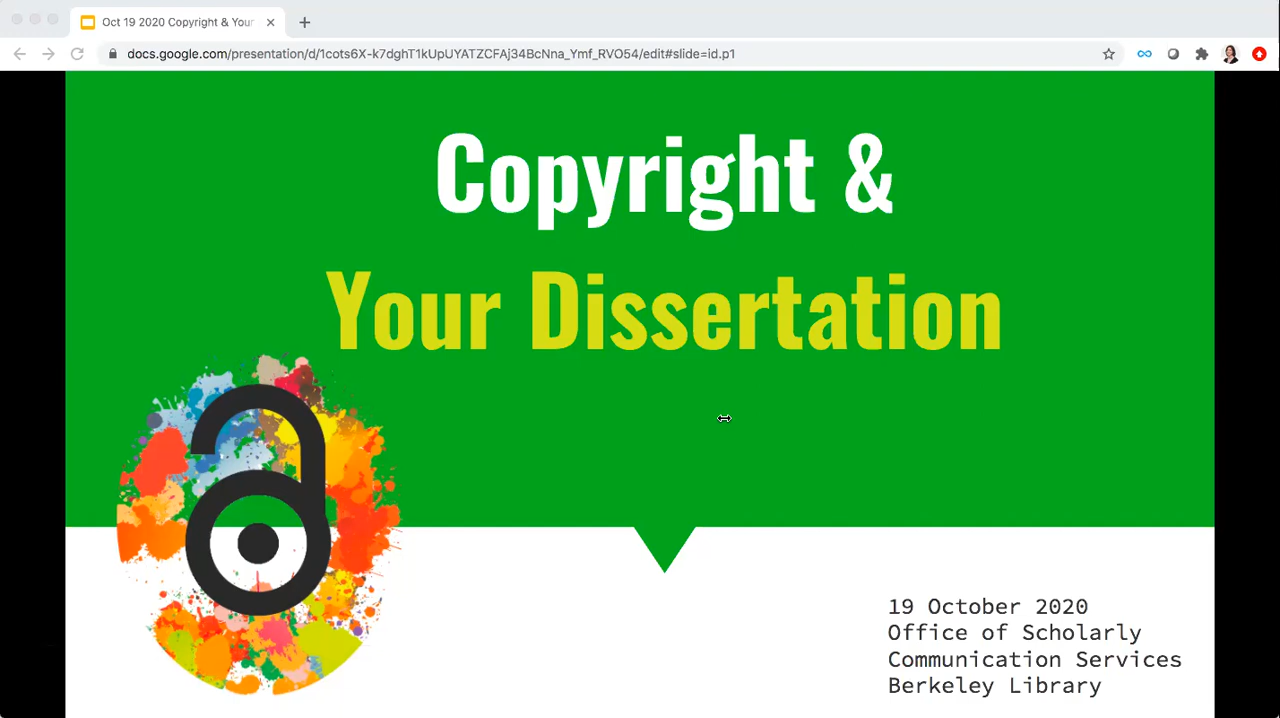 Oct 19 2020 Copyright & Your
docs.google.com/presentation/d/1cots6X-k7dghT1kUpUYATZCFAj34BcNna_Ymf_RVO54/edit#slide=id.p1
Copyright &
Your Dissertation
19 October 2020
Office of Scholarly
Communication Services
Berkeley Library